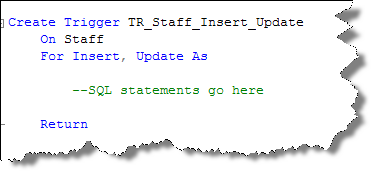 Create Trigger TR_Staff_Insert_Update
On Staff
For Insert, Update As
--SQL statements go here
Return